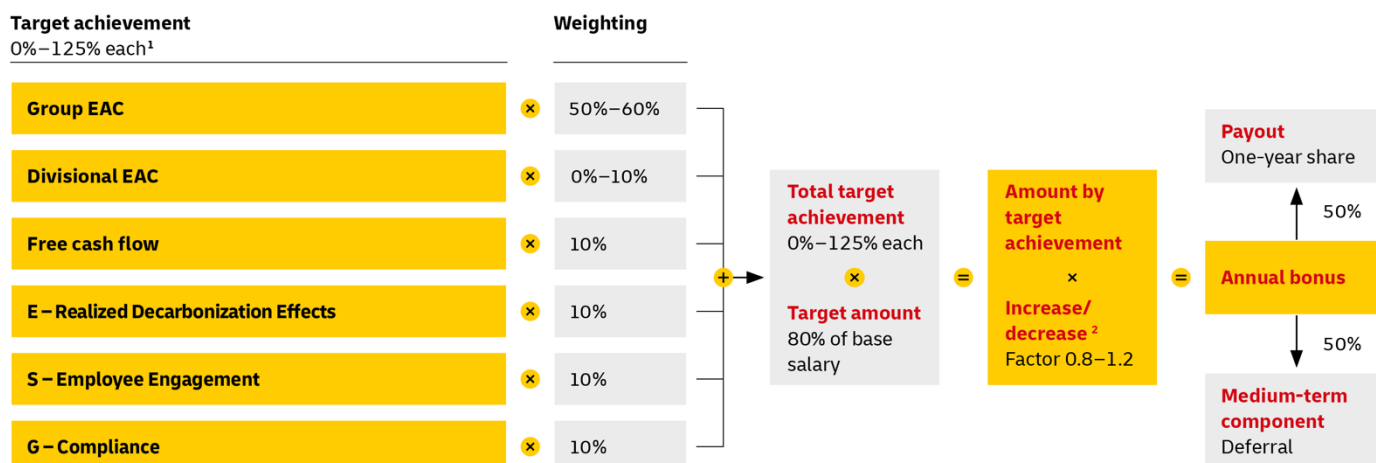 Target achievement
0%–125% each¹
Weighting
Group EAC
×
50%–60%
Divisional EAC
×
0%–10%
Free cash flow
×
10%
E – Realized Decarbonization Effects
×
10%
S – Employee Engagement
×
10%
G – Compliance
×
10%
+
Total target
achievement
0%–125% each
×
Target amount
80% of base
salary
=
Amount by
target
achievement
×
Increase/
decrease ²
Factor 0.8–1.2
=
Payout
One-year share
50%
Annual bonus
50%
Medium-term
component
Deferral